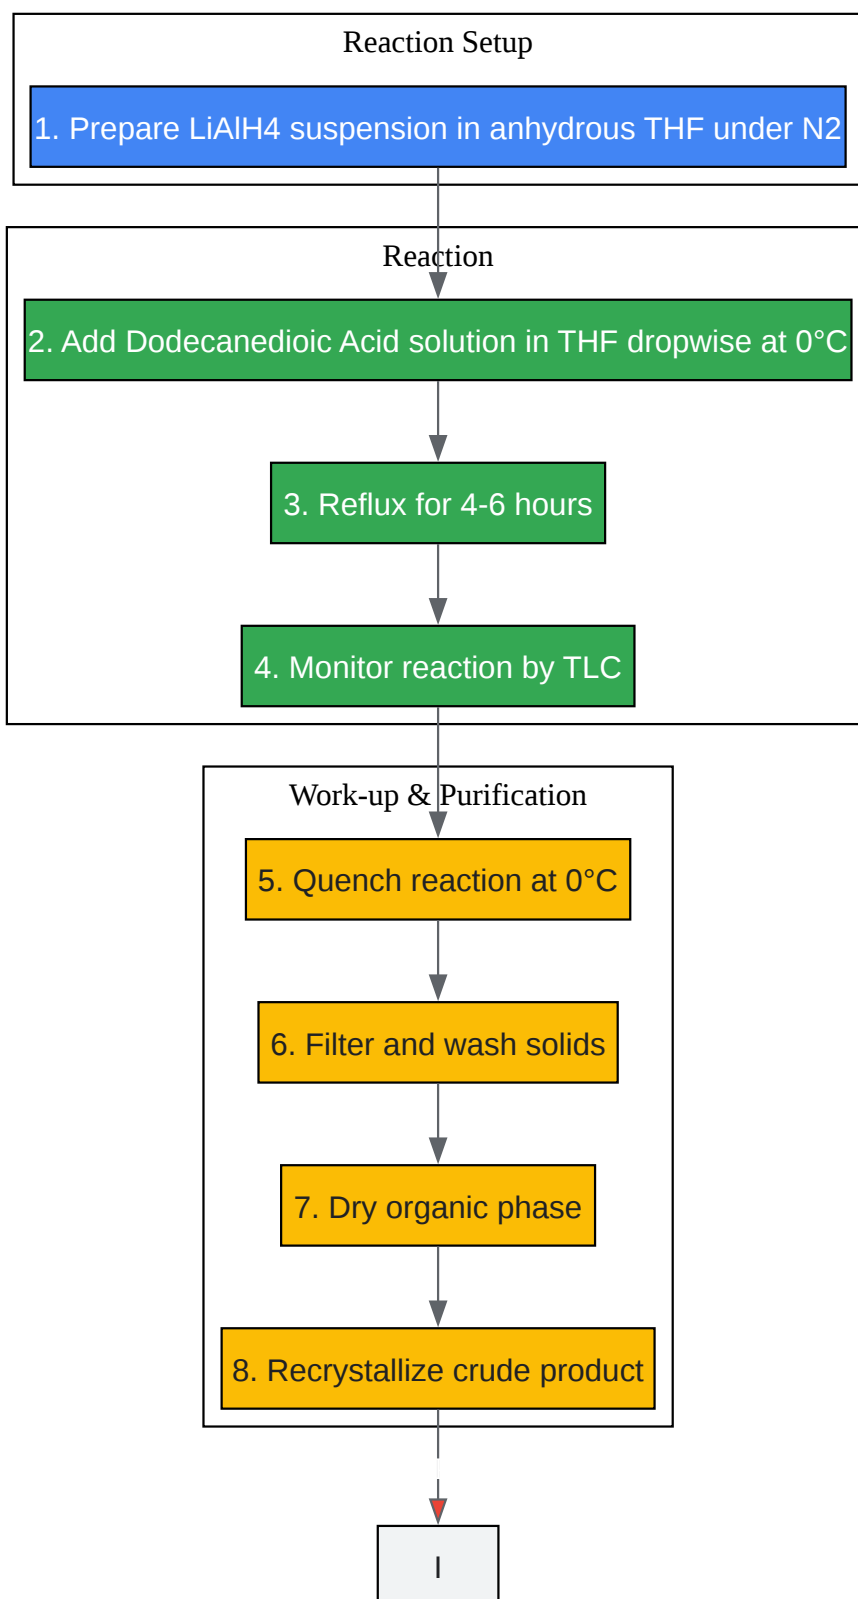 Reaction Setup
1. Prepare LiAlH4 suspension in anhydrous THF under N2
Reaction
2. Add Dodecanedioic Acid solution in THF dropwise at 0°C
3. Reflux for 4-6 hours
4. Monitor reaction by TLC
Work-up & Purification
5. Quench reaction at 0°C
6. Filter and wash solids
7. Dry organic phase
8. Recrystallize crude product
I